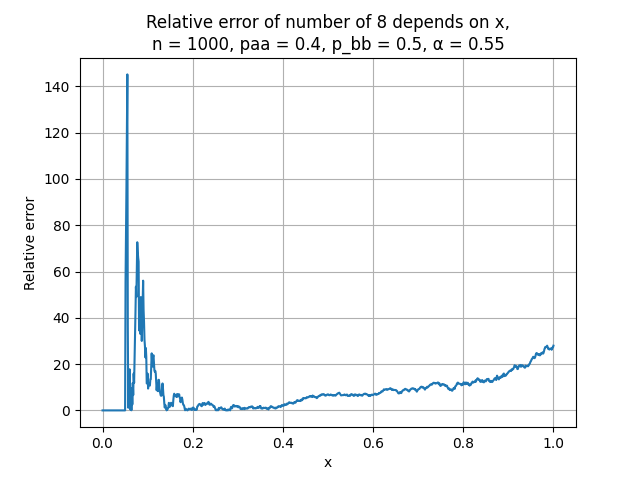 Relative error of number of 8 depends on x,
n = 1000, paa = 0.4, p_bb = 0.5, α = 0.55
140
120
100
80
60
40
20
0
Relative error
0.0 0.2 0.4 0.6 0.8 1.0
x